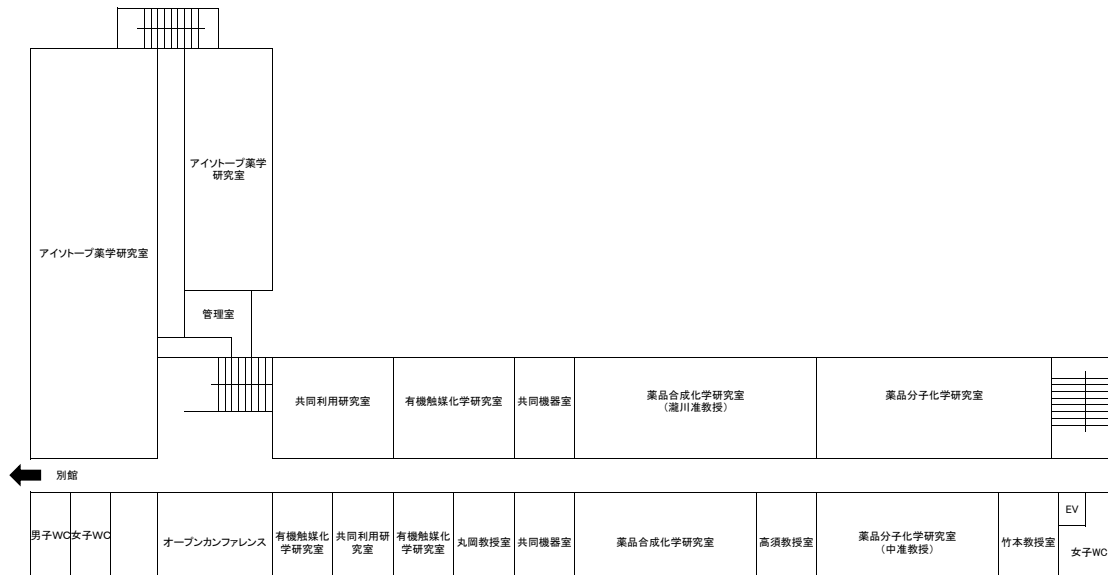 アイソトープ薬学
研究室
アイソトープ薬学研究室
管理室
共同利用研究室
有機触媒化学研究室
共同機器室
薬品合成化学研究室
（瀧川准教授）
薬品分子化学研究室
別館
男子WC
女子WC
オープンカンファレンス
有機触媒化
学研究室
共同利用研
究室
有機触媒化
学研究室
丸岡教授室
共同機器室
薬品合成化学研究室
高須教授室
薬品分子化学研究室
（中准教授）
竹本教授室
EV
女子WC